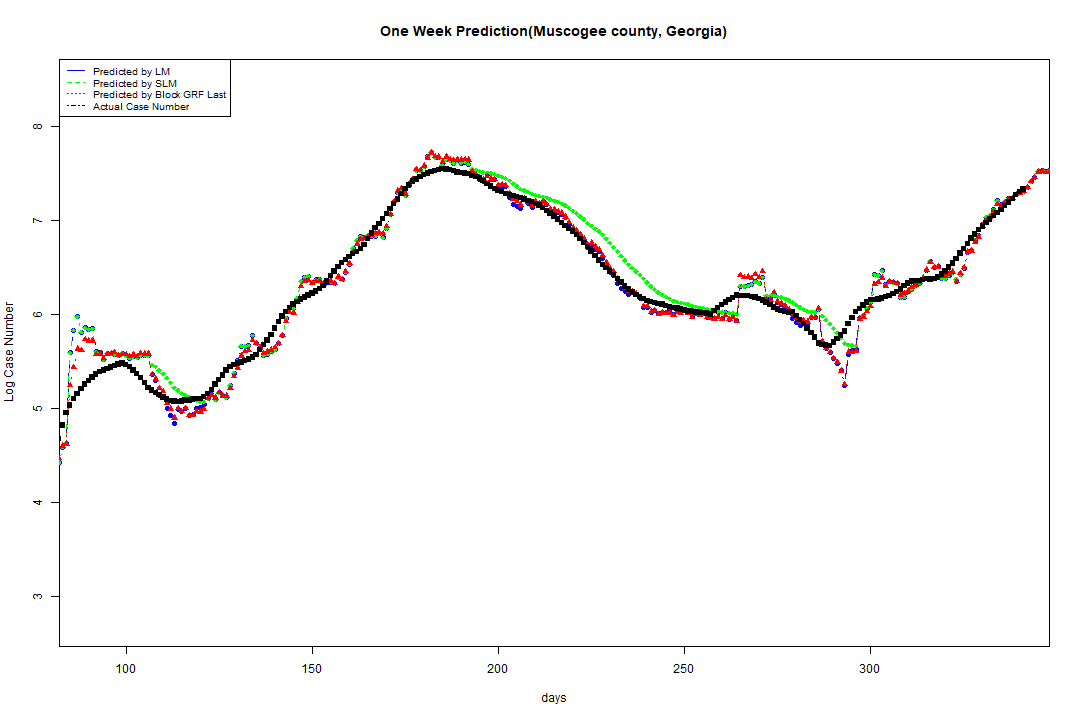 One Week Prediction(Muscogee county, Georgia)
Predicted by LM
Predicted by SLM
Predicted by Block GRF Last
Actual Case Number
8
7
6
5
4
3
Log Case Number
100 150 200 250 300
days